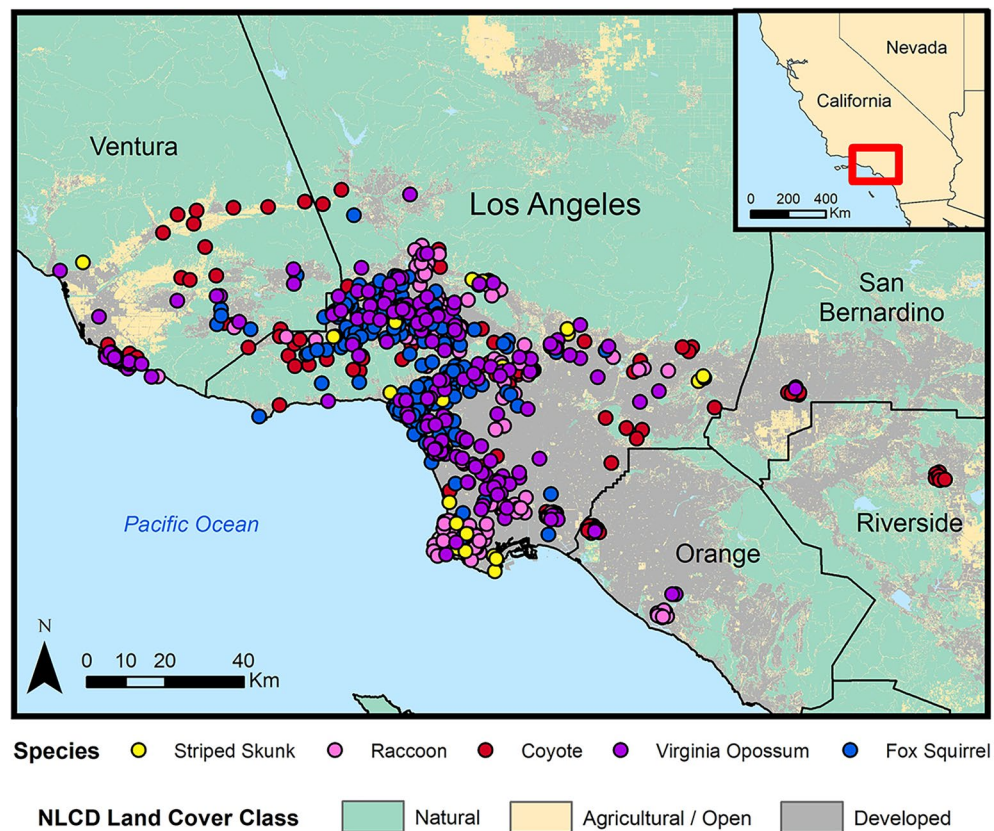 Nevada
California
0 200 400
Km
Ventura
Los Angeles
San
Bernardino
Pacific Ocean
Riverside
Orange
N
0 10 20 40
Km
Species Striped Skunk Raccoon Coyote Virginia Opossum Fox Squirrel
NLCD Land Cover Class Natural Agricultural / Open Developed